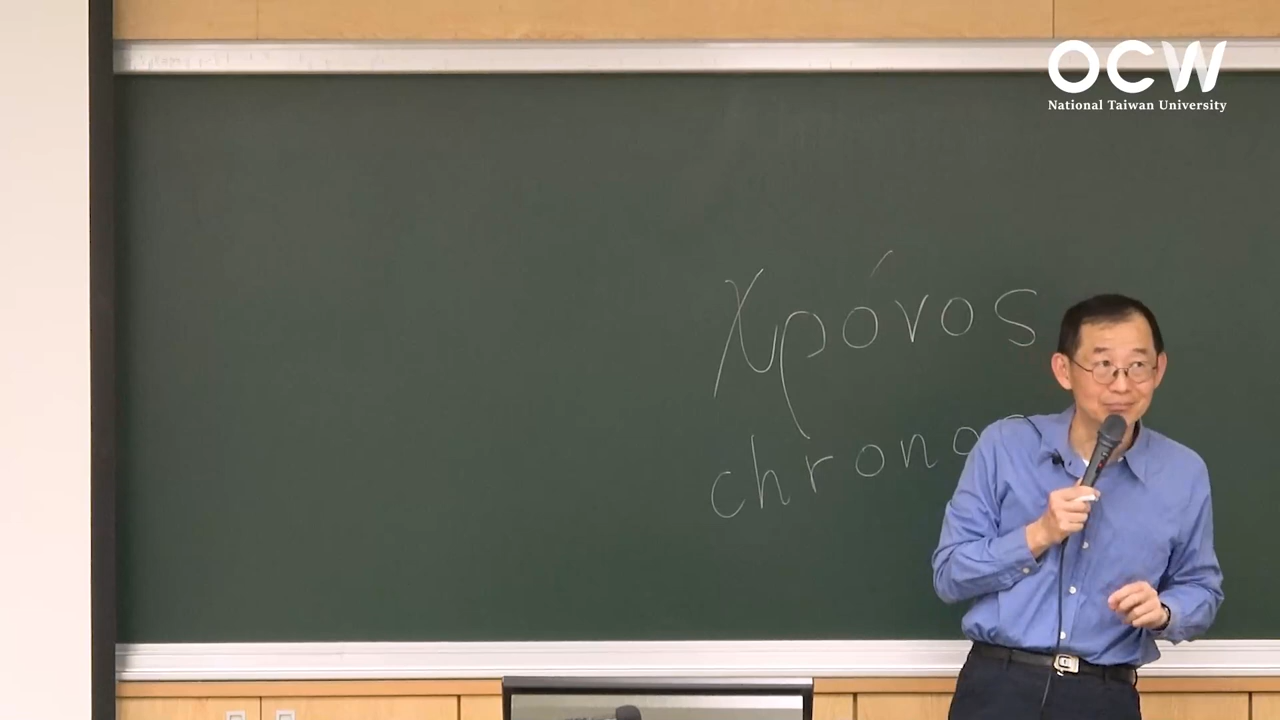 OCW
National Taiwan University
Χρόνος
chrono